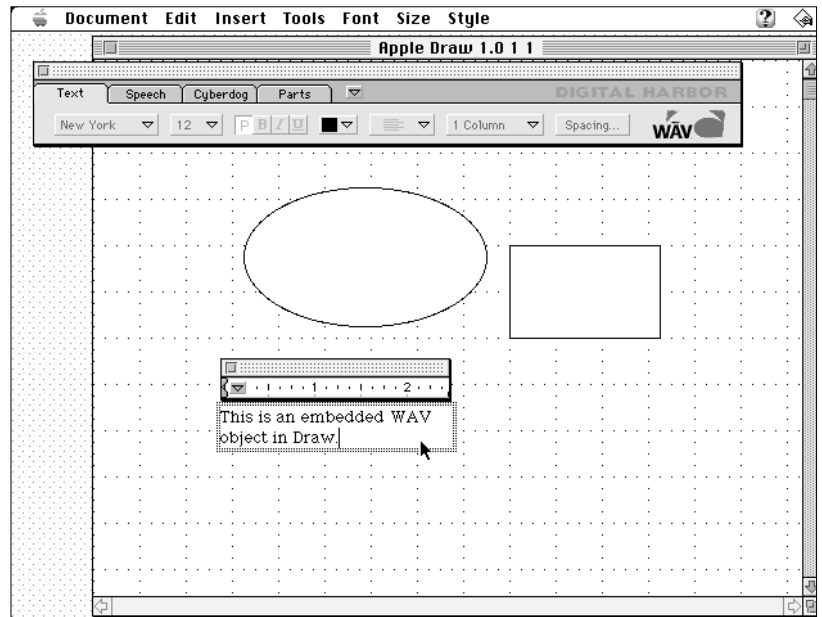 Document Edit Insert Tools Font Size Style
Apple Draw 1.0 1 1
Text Speech Cyberdog Parts DIGITAL HARBOR
New York 12 P B I U 1 Column Spacing... WĀV
1 2
This is an embedded WAV
object in Draw.